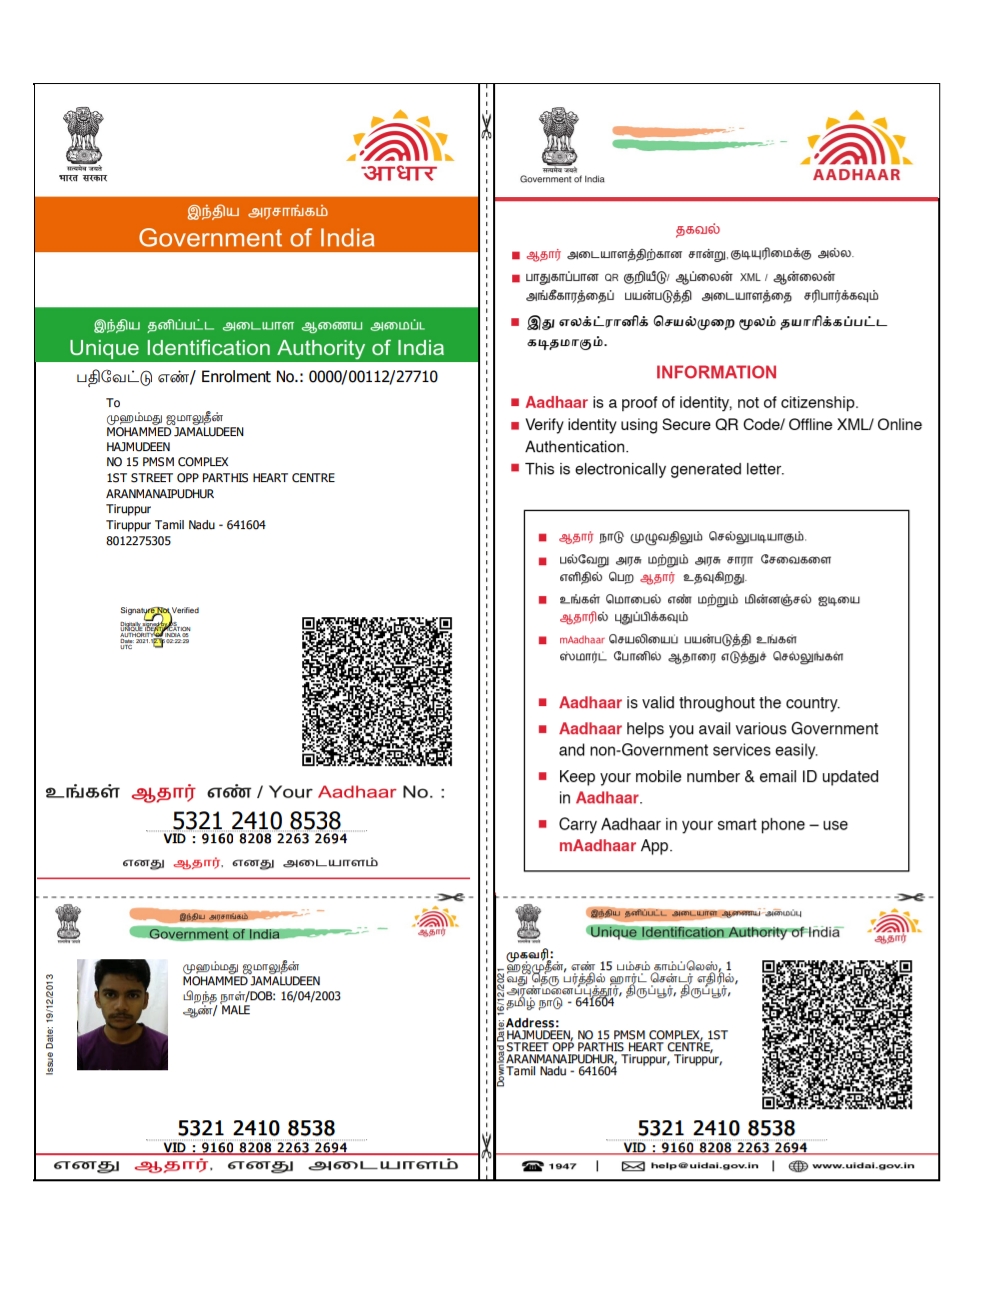 सत्यमेव जयते
भारत सरकार
आधार
இந்திய அரசாங்கம்
Government of India
இந்திய தனிப்பட்ட அடையாள ஆணைய அமைப்
Unique Identification Authority of India
பதிவேட்டு எண்/ Enrolment No.: 0000/00112/27710
To
முஹம்மது ஜமாலுதீன்
MOHAMMED JAMALUDEEN
HAJMUDEEN
NO 15 PMSM COMPLEX
1ST STREET OPP PARTHIS HEART CENTRE
ARANMANAIPUDHUR
Tiruppur
Tiruppur Tamil Nadu - 641604
8012275305
Signature Not Verified
Digitally signed by DS
UNIQUE IDENTIFICATION
AUTHORITY OF INDIA 05
Date: 2021.12.16 02:22:29
UTC
உங்கள் ஆதார் எண் / Your Aadhaar No. :
5321 2410 8538
VID : 9160 8208 2263 2694
எனது ஆதார், எனது அடையாளம்
सत्यमेव जयते
Government of India
AADHAAR
தகவல்
ஆதார் அடையாளத்திற்கான சான்று, குடியுரிமைக்கு அல்ல.
பாதுகாப்பான QR குறியீடு/ ஆப்லைன் XML / ஆன்லைன்
அங்கீகாரத்தைப் பயன்படுத்தி அடையாளத்தை சரிபார்க்கவும்
இது எலக்ட்ரானிக் செயல்முறை மூலம் தயாரிக்கப்பட்ட
கடிதமாகும்.
INFORMATION
Aadhaar is a proof of identity, not of citizenship.
Verify identity using Secure QR Code/ Offline XML/ Online
Authentication.
This is electronically generated letter.
ஆதார் நாடு முழுவதிலும் செல்லுபடியாகும்.
பல்வேறு அரசு மற்றும் அரசு சாரா சேவைகளை
எளிதில் பெற ஆதார் உதவுகிறது.
உங்கள் மொபைல் எண் மற்றும் மின்னஞ்சல் ஐடியை
ஆதாரில் புதுப்பிக்கவும்
mAadhaar செயலியைப் பயன்படுத்தி உங்கள்
ஸ்மார்ட் போனில் ஆதாரை எடுத்துச் செல்லுங்கள்
Aadhaar is valid throughout the country.
Aadhaar helps you avail various Government
and non-Government services easily.
Keep your mobile number & email ID updated
in Aadhaar.
Carry Aadhaar in your smart phone – use
mAadhaar App.
सत्यमेव जयते
இந்திய அரசாங்கம்
Government of India
ஆதார்
Issue Date: 19/12/2013
முஹம்மது ஜமாலுதீன்
MOHAMMED JAMALUDEEN
பிறந்த நாள்/DOB: 16/04/2003
ஆண்/ MALE
5321 2410 8538
VID : 9160 8208 2263 2694
எனது ஆதார், எனது அடையாளம்
सत्यमेव जयते
இந்திய தனிப்பட்ட அடையாள ஆணைய அமைப்பு
Unique Identification Authority of India
ஆதார்
Download Date: 16/12/2021
முகவரி:
ஹஜ்முதீன், எண் 15 பம்சம் காம்ப்லெஸ், 1
வது தெரு பர்த்தில் ஹார்ட் சென்டர் எதிரில்,
அரண்மனைப்புத்தூர், திருப்பூர், திருப்பூர்,
தமிழ் நாடு - 641604
Address:
HAJMUDEEN, NO 15 PMSM COMPLEX, 1ST
STREET OPP PARTHIS HEART CENTRE,
ARANMANAIPUDHUR, Tiruppur, Tiruppur,
Tamil Nadu - 641604
5321 2410 8538
VID : 9160 8208 2263 2694
1947 | help@uidai.gov.in | www.uidai.gov.in